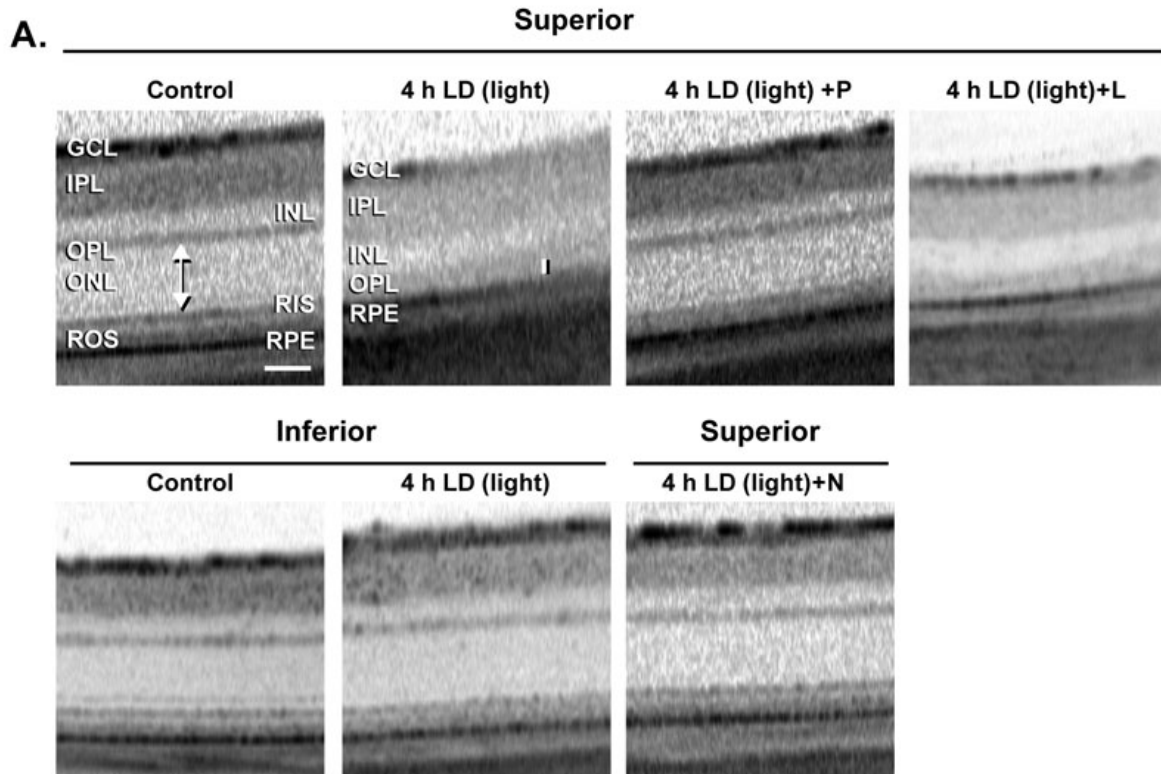 A.
Superior
Control 4 h LD (light) 4 h LD (light) +P 4 h LD (light)+L
GCL
IPL
INL
OPL
ONL
RIS
ROS
RPE
GCL
IPL
INL
OPL
RPE
Inferior Superior
Control 4 h LD (light) 4 h LD (light)+N